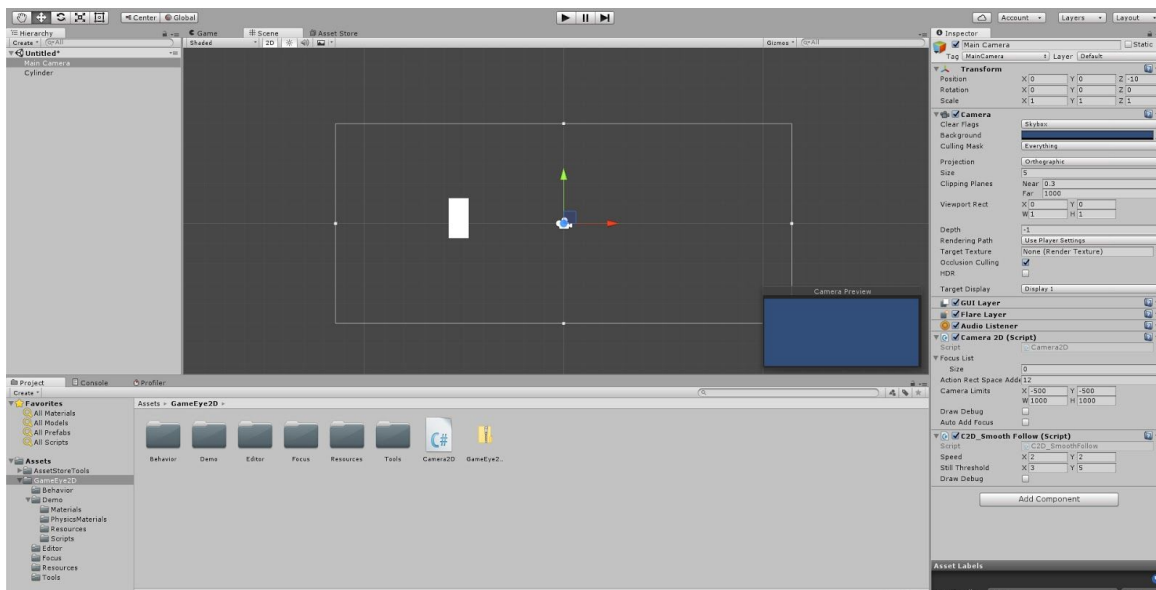 Center Global
Account Layers Layout
Hierarchy
Create All
Untitled*
Main Camera
Cylinder
Game Scene Asset Store
Shaded 2D Gizmos All
Camera Preview
Project Console Profiler
Create
Favorites
All Materials
All Models
All Prefabs
All Scripts
Assets
AssetStoreTools
GameEye2D
Behavior
Demo
Materials
PhysicsMaterials
Resources
Scripts
Editor
Focus
Resources
Tools
Assets GameEye2D
C#
Behavior Demo Editor Focus Resources Tools Camera2D GameEye2...
Inspector
Main Camera Static
Tag MainCamera Layer Default
Transform
Position X 0 Y 0 Z -10
Rotation X 0 Y 0 Z 0
Scale X 1 Y 1 Z 1
Camera
Clear Flags Skybox
Background
Culling Mask Everything
Projection Orthographic
Size 5
Clipping Planes Near 0.3
Far 1000
Viewport Rect X 0 Y 0
W 1 H 1
Depth -1
Rendering Path Use Player Settings
Target Texture None (Render Texture)
Occlusion Culling
HDR
Target Display Display 1
GUI Layer
Flare Layer
Audio Listener
Camera 2D (Script)
Script Camera2D
Focus List
Size 0
Action Rect Space Adde 12
Camera Limits X -500 Y -500
W 1000 H 1000
Draw Debug
Auto Add Focus
C2D_Smooth Follow (Script)
Script C2D_SmoothFollow
Speed X 2 Y 2
Still Threshold X 3 Y 5
Draw Debug
Add Component
Asset Labels